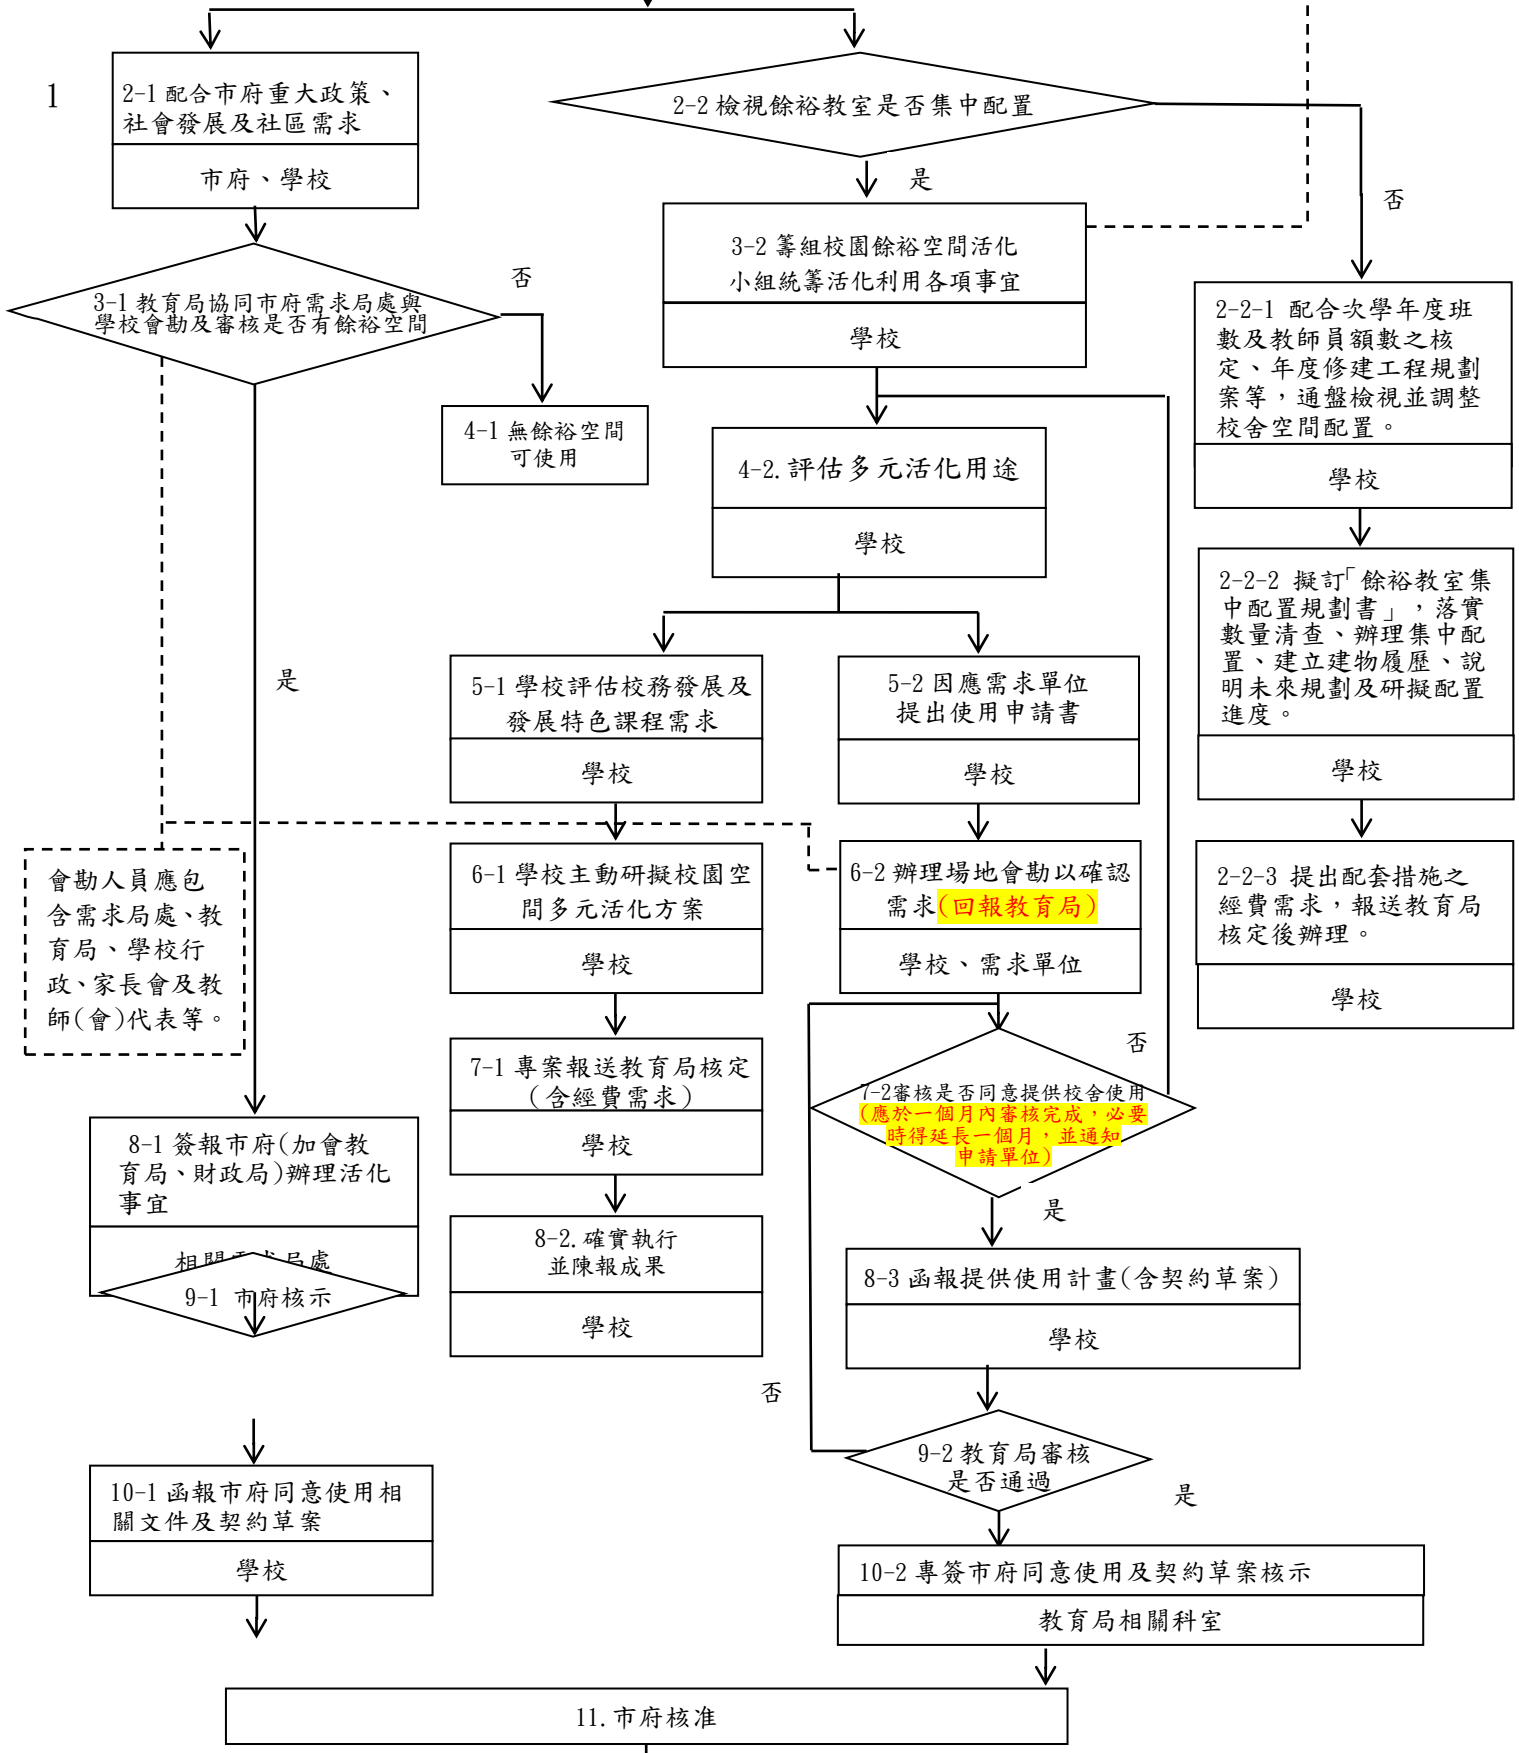 1
2-1 配合市府重大政策、
社會發展及社區需求
市府、學校
2-2 檢視餘裕教室是否集中配置
是
否
3-1 教育局協同市府需求局處與
學校會勘及審核是否有餘裕空間
否
是
4-1 無餘裕空間
可使用
3-2 籌組校園餘裕空間活化
小組統籌活化利用各項事宜
學校
2-2-1 配合次學年度班
數及教師員額數之核
定、年度修建工程規劃
案等，通盤檢視並調整
校舍空間配置。
學校
4-2.評估多元活化用途
學校
2-2-2 擬訂「餘裕教室集
中配置規劃書」，落實
數量清查、辦理集中配
置、建立建物履歷、說
明未來規劃及研擬配置
進度。
學校
5-1 學校評估校務發展及
發展特色課程需求
學校
5-2 因應需求單位
提出使用申請書
學校
會勘人員應包
含需求局處、教
育局、學校行
政、家長會及教
師(會)代表等。
6-1 學校主動研擬校園空
間多元活化方案
學校
6-2 辦理場地會勘以確認
需求(回報教育局)
學校、需求單位
2-2-3 提出配套措施之
經費需求，報送教育局
核定後辦理。
學校
7-1 專案報送教育局核定
(含經費需求)
學校
否
7-2審核是否同意提供校舍使用
(應於一個月內審核完成，必要
時得延長一個月，並通知
申請單位)
是
8-1 簽報市府(加會教
育局、財政局)辦理活化
事宜
相關需求局處
9-1 市府核示
8-2.確實執行
並陳報成果
學校
8-3 函報提供使用計畫(含契約草案)
學校
否
9-2 教育局審核
是否通過
是
10-1 函報市府同意使用相
關文件及契約草案
學校
10-2 專簽市府同意使用及契約草案核示
教育局相關科室
11.市府核准